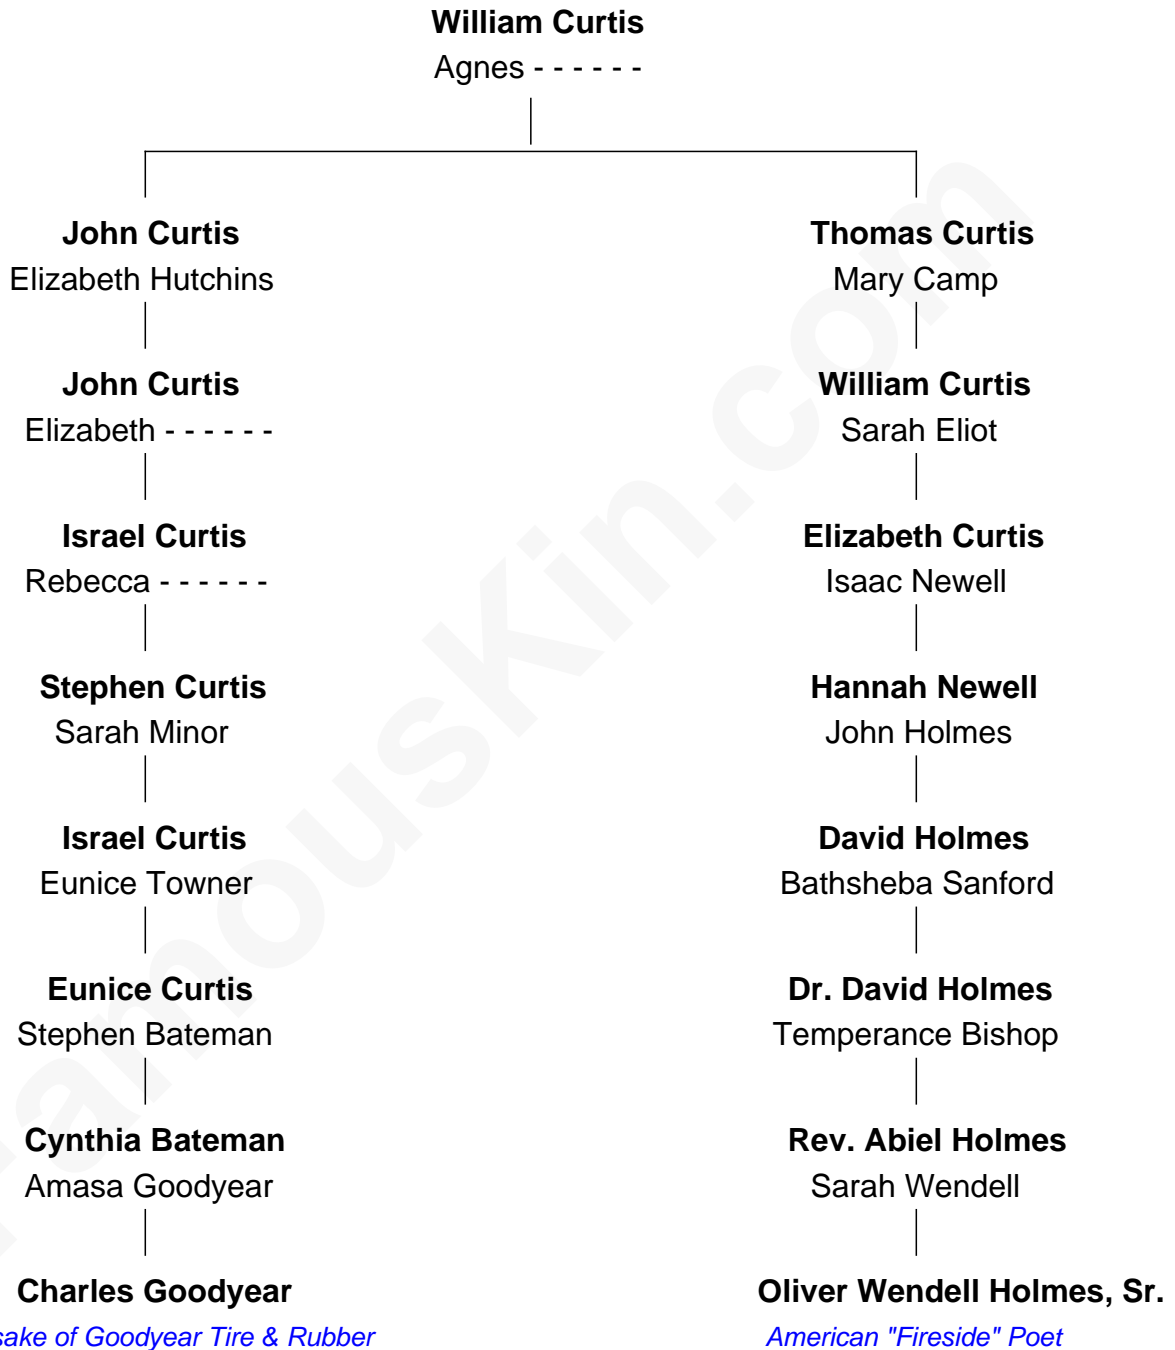 William Curtis
Agnes - - - - - -
John Curtis
Elizabeth Hutchins
Thomas Curtis
Mary Camp
John Curtis
Elizabeth - - - - - -
William Curtis
Sarah Eliot
Israel Curtis
Rebecca - - - - - -
Elizabeth Curtis
Isaac Newell
Stephen Curtis
Sarah Minor
Hannah Newell
John Holmes
Israel Curtis
Eunice Towner
David Holmes
Bathsheba Sanford
Eunice Curtis
Stephen Bateman
Dr. David Holmes
Temperance Bishop
Cynthia Bateman
Amasa Goodyear
Rev. Abiel Holmes
Sarah Wendell
Charles Goodyear
sake of Goodyear Tire & Rubber
Oliver Wendell Holmes, Sr.
American "Fireside" Poet
FamousKin.com